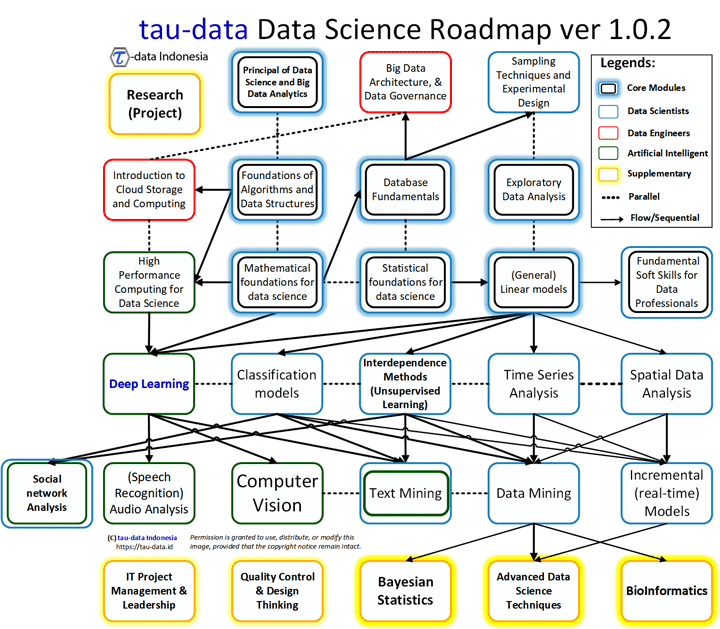 tau-data Data Science Roadmap ver 1.0.2
τ-data Indonesia
Research
(Project)
Principal of Data
Science and Big
Data Analytics
Big Data
Architecture, &
Data Governance
Sampling
Techniques and
Experimental
Design
Legends:
Core Modules
Data Scientists
Data Engineers
Artificial Intelligent
Supplementary
Parallel
Flow/Sequential
Introduction to
Cloud Storage
and Computing
Foundations of
Algorithms and
Data Structures
Database
Fundamentals
Exploratory
Data Analysis
High
Performance
Computing for
Data Science
Mathematical
foundations for
data science
Statistical
foundations for
data science
(General)
Linear models
Fundamental
Soft Skills for
Data
Professionals
Deep Learning
Classification
models
Interdependence
Methods
(Unsupervised
Learning)
Time Series
Analysis
Spatial Data
Analysis
Social
network
Analysis
(Speech
Recognition)
Audio Analysis
Computer
Vision
Text Mining
Data Mining
Incremental
(real-time)
Models
(C) tau-data Indonesia
https://tau-data.id
Permission is granted to use, distribute, or modify this
image, provided that the copyright notice remain intact.
IT Project
Management &
Leadership
Quality Control
& Design
Thinking
Bayesian
Statistics
Advanced Data
Science
Techniques
BioInformatics